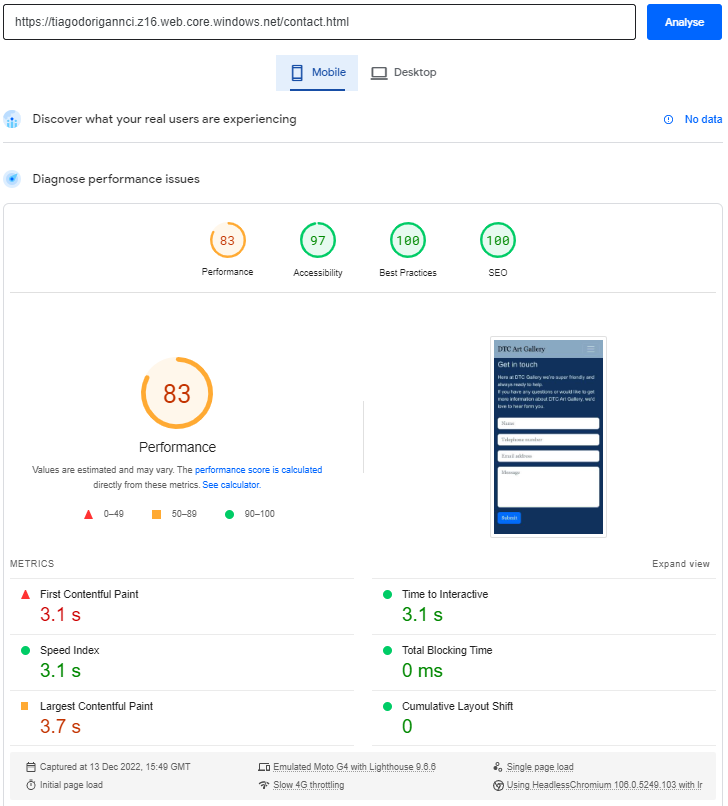 https://tiagodorigannci.z16.web.core.windows.net/contact.html
Analyse
Mobile
Desktop
Discover what your real users are experiencing
No data
Diagnose performance issues
83
97
100
100
Performance
Accessibility
Best Practices
SEO
83
Performance
Values are estimated and may vary. The performance score is calculated
directly from these metrics. See calculator.
0–49
50–89
90–100
DTC Art Gallery
Get in touch
Here at DTC Gallery we're super friendly and
always ready to help.
If you have any questions or would like to get
more information about DTC Art Gallery, we'd
love to hear form you.
Name
Telephone number
Email address
Message
Submit
METRICS
Expand view
First Contentful Paint
3.1 s
Time to Interactive
3.1 s
Speed Index
3.1 s
Total Blocking Time
0 ms
Largest Contentful Paint
3.7 s
Cumulative Layout Shift
0
Captured at 13 Dec 2022, 15:49 GMT
Emulated Moto G4 with Lighthouse 9.6.6
Single page load
Initial page load
Slow 4G throttling
Using HeadlessChromium 106.0.5249.103 with lr